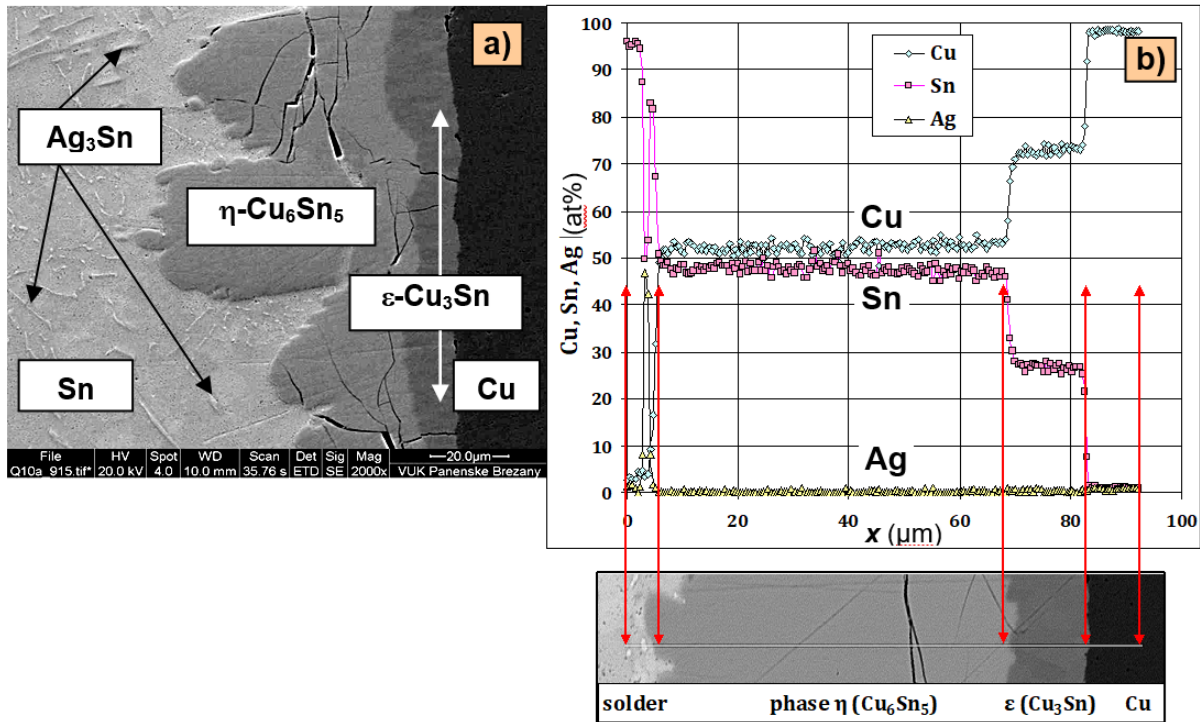 a)
Ag₃Sn
η-Cu₆Sn₅
ε-Cu₃Sn
Sn
Cu
File HV Spot WD Scan Det Sig Mag 20.0µm
Q10a_915.tif* 20.0 kV 4.0 10.0 mm 35.76 s ETD SE 2000x VUK Panenske Brezany
b)
Cu
Sn
Ag
Cu, Sn, Ag |(at%)
100
90
80
70
60
50
40
30
20
10
0
Cu
Sn
Ag
0 20 40 60 80 100
x (µm)
solder phase η (Cu₆Sn₅) ε (Cu₃Sn) Cu